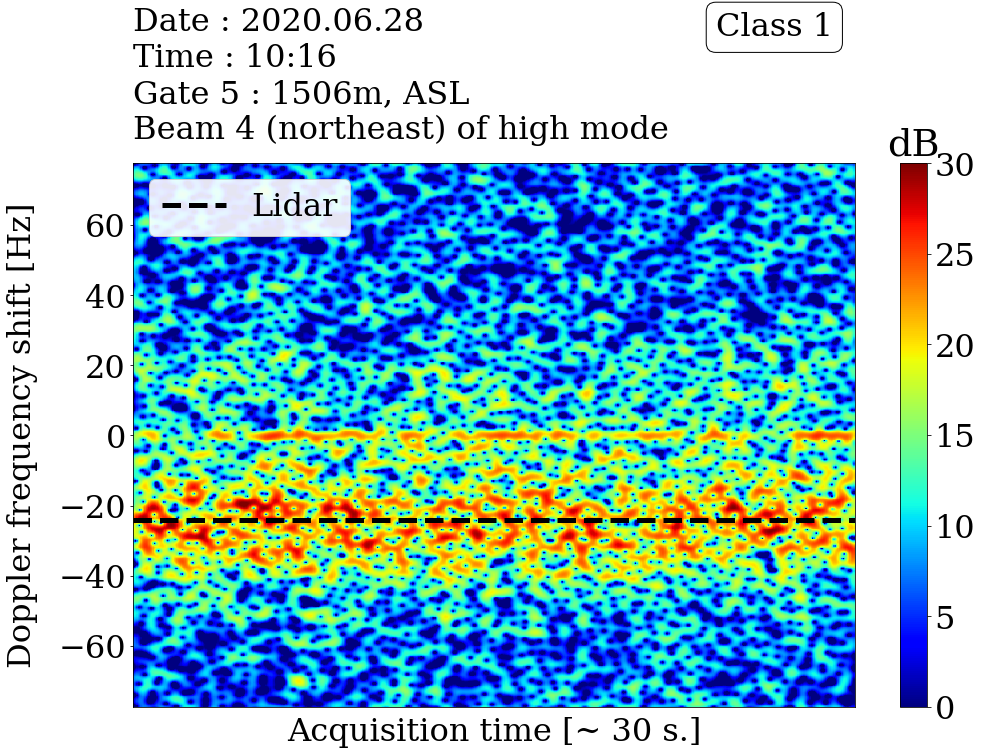 Date : 2020.06.28
Time : 10:16
Gate 5 : 1506m, ASL
Beam 4 (northeast) of high mode
Class 1
dB
Lidar
Doppler frequency shift [Hz]
60
40
20
0
−20
−40
−60
Acquisition time [~ 30 s.]
30
25
20
15
10
5
0